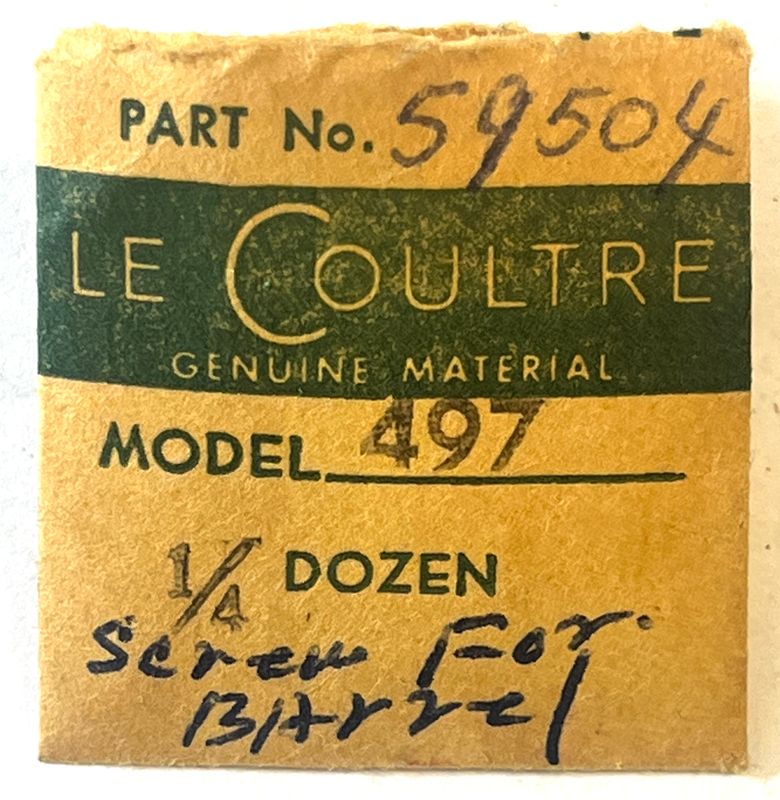 PART No. 59504
LE COULTRE
GENUINE MATERIAL
MODEL 497
1/4 DOZEN
Screw For
BArrel